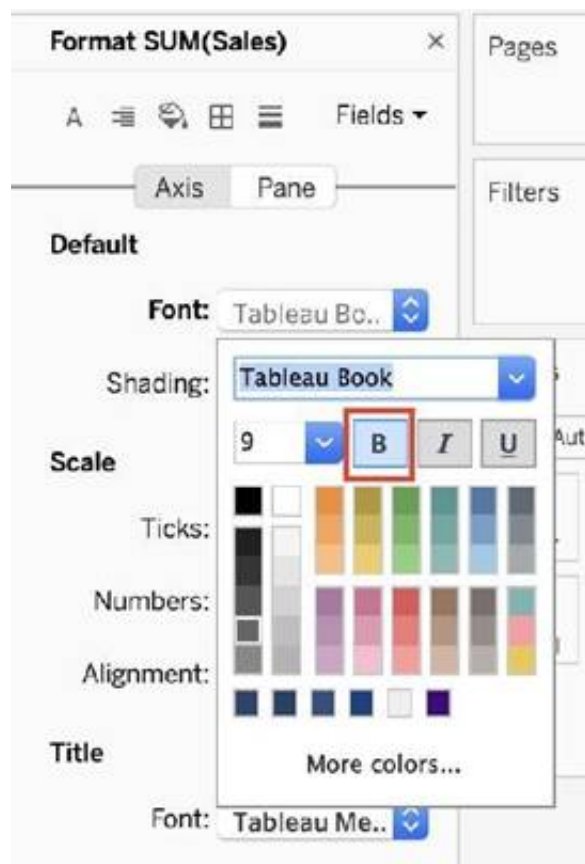 Format SUM(Sales) ×
Pages
A Fields
Axis Pane
Filters
Default
Font: Tableau Bo..
Shading: Tableau Book
9 B I U
Aut
Scale
Ticks:
Numbers:
Alignment:
More colors...
Title
Font: Tableau Me..